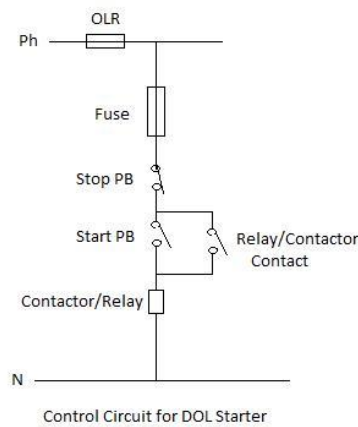 OLR
Ph
Fuse
Stop PB
Start PB
Relay/Contactor
Contact
Contactor/Relay
N
Control Circuit for DOL Starter